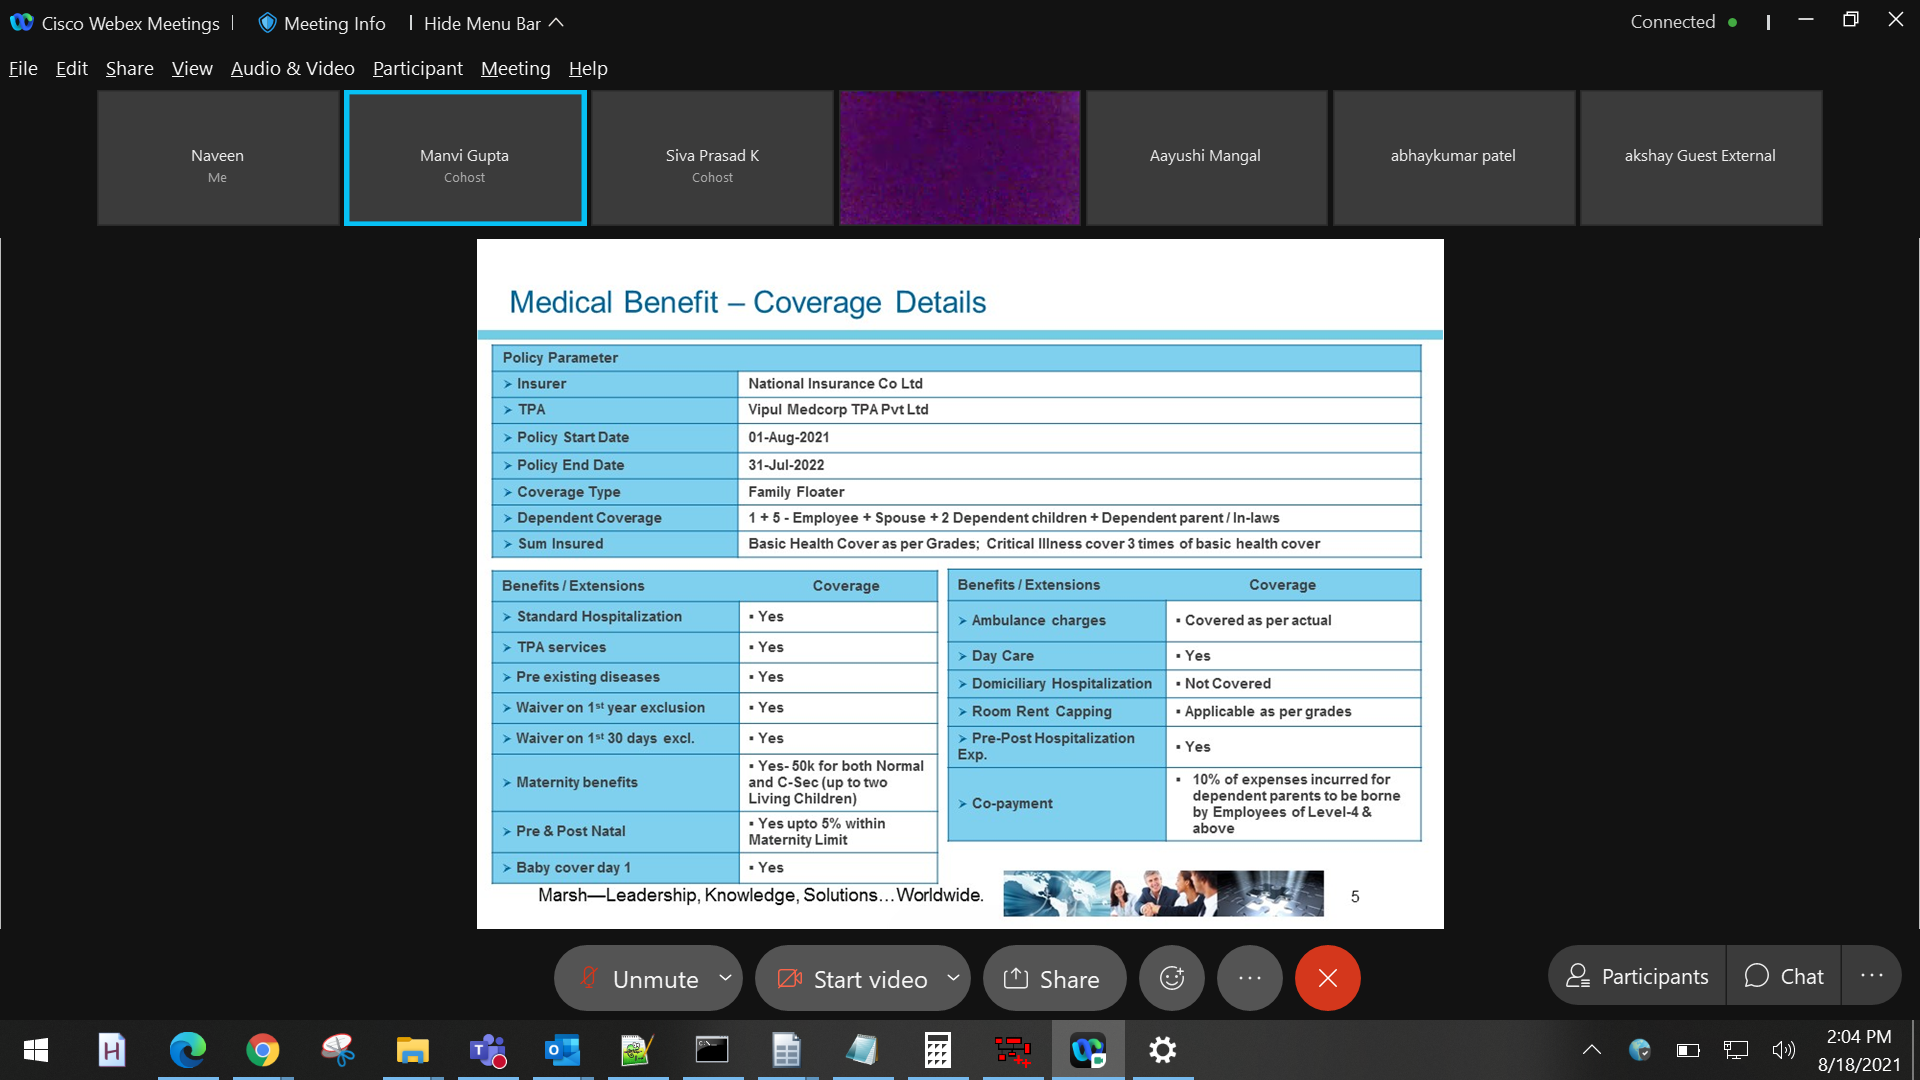 Cisco Webex Meetings
Meeting Info
Hide Menu Bar
Connected
File Edit Share View Audio & Video Participant Meeting Help
Naveen
Me
Manvi Gupta
Cohost
Siva Prasad K
Cohost
Aayushi Mangal
abhaykumar patel
akshay Guest External
Medical Benefit – Coverage Details
Policy Parameter
➢ Insurer National Insurance Co Ltd
➢ TPA Vipul Medcorp TPA Pvt Ltd
➢ Policy Start Date 01-Aug-2021
➢ Policy End Date 31-Jul-2022
➢ Coverage Type Family Floater
➢ Dependent Coverage 1 + 5 - Employee + Spouse + 2 Dependent children + Dependent parent / In-laws
➢ Sum Insured Basic Health Cover as per Grades; Critical Illness cover 3 times of basic health cover
Benefits / Extensions Coverage
➢ Standard Hospitalization ▪ Yes
➢ TPA services ▪ Yes
➢ Pre existing diseases ▪ Yes
➢ Waiver on 1st year exclusion ▪ Yes
➢ Waiver on 1st 30 days excl. ▪ Yes
➢ Maternity benefits
▪ Yes- 50k for both Normal
and C-Sec (up to two
Living Children)
➢ Pre & Post Natal
▪ Yes upto 5% within
Maternity Limit
➢ Baby cover day 1 ▪ Yes
Benefits / Extensions Coverage
➢ Ambulance charges ▪ Covered as per actual
➢ Day Care ▪ Yes
➢ Domiciliary Hospitalization ▪ Not Covered
➢ Room Rent Capping ▪ Applicable as per grades
➢ Pre-Post Hospitalization
Exp.
▪ Yes
➢ Co-payment
▪ 10% of expenses incurred for
dependent parents to be borne
by Employees of Level-4 &
above
Marsh—Leadership, Knowledge, Solutions…Worldwide.
5
Unmute
Start video
Share
Participants
Chat
2:04 PM
8/18/2021